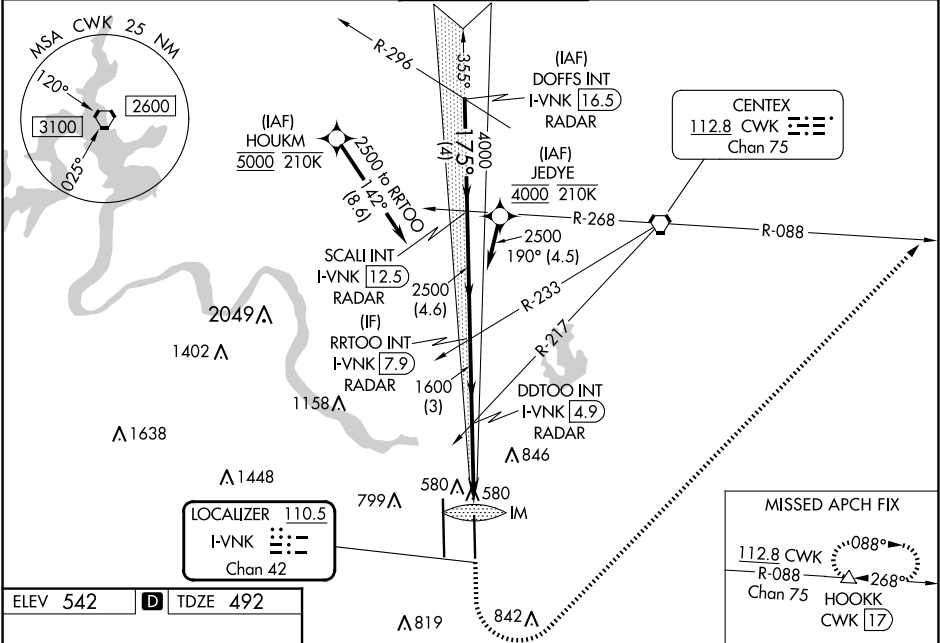 MSA CWK 25 NM
120°
2600
3100
025°
R-296
355°
(IAF)
DOFFS INT
I-VNK 16.5
RADAR
CENTEX
112.8 CWK
Chan 75
(IAF)
HOUKM
5000 210K
2500 to RRTOO
142°
(8.6)
175°
4000
(4)
(IAF)
JEDYE
4000 210K
R-268
R-088
2500
190° (4.5)
SCALI INT
I-VNK 12.5
RADAR
2500
(4.6)
R-233
R-217
(IF)
RRTOO INT
I-VNK 7.9
RADAR
1600
(3)
DDTOO INT
I-VNK 4.9
RADAR
2049
1402
1158
1638
846
1448
799
580
580
IM
LOCALIZER 110.5
I-VNK
Chan 42
MISSED APCH FIX
112.8 CWK
R-088
Chan 75
088°
268°
HOOKK
CWK 17
ELEV 542 D TDZE 492
819
842